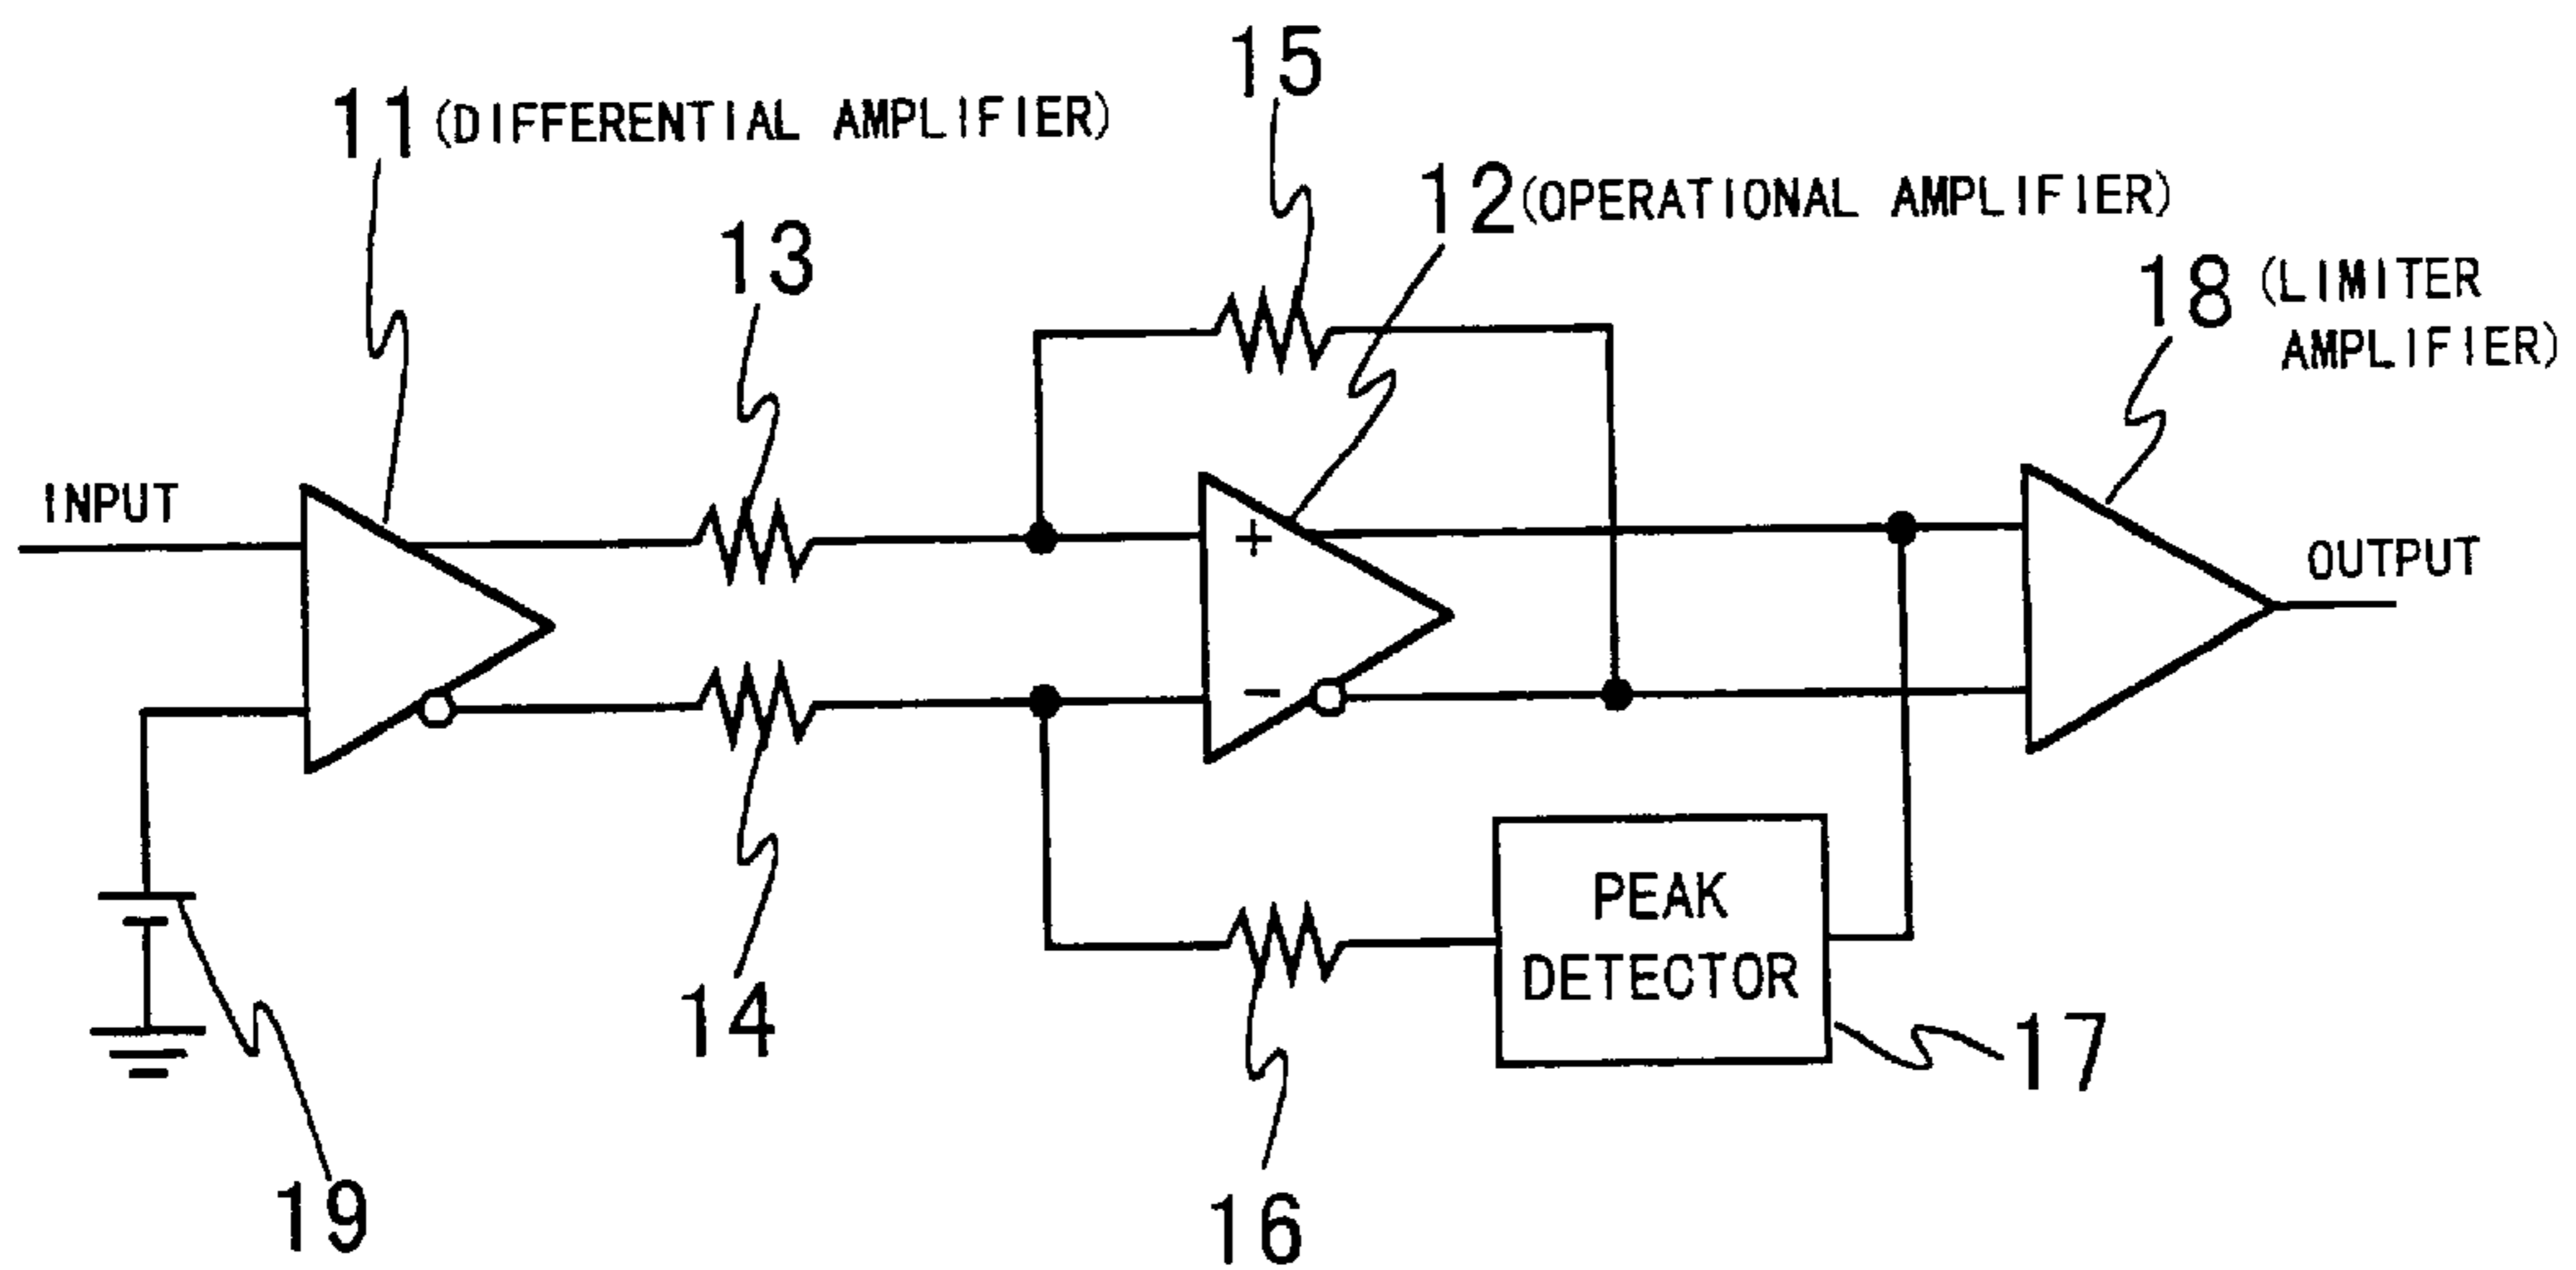 15
11 (DIFFERENTIAL AMPLIFIER)
12 (OPERATIONAL AMPLIFIER)
13
18 (LIMITER
AMPLIFIER)
INPUT
OUTPUT
+
−
PEAK
DETECTOR
14
17
19
16